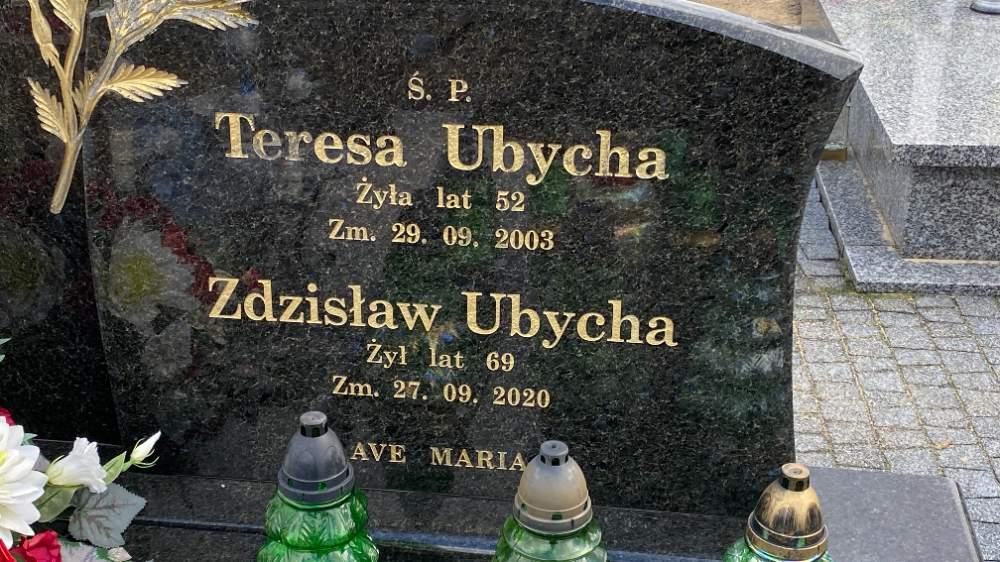 Ś. P.
Teresa Ubycha
Żyła lat 52
Zm. 29. 09. 2003
Zdzisław Ubycha
Żył lat 69
Zm. 27. 09. 2020
AVE MARIA